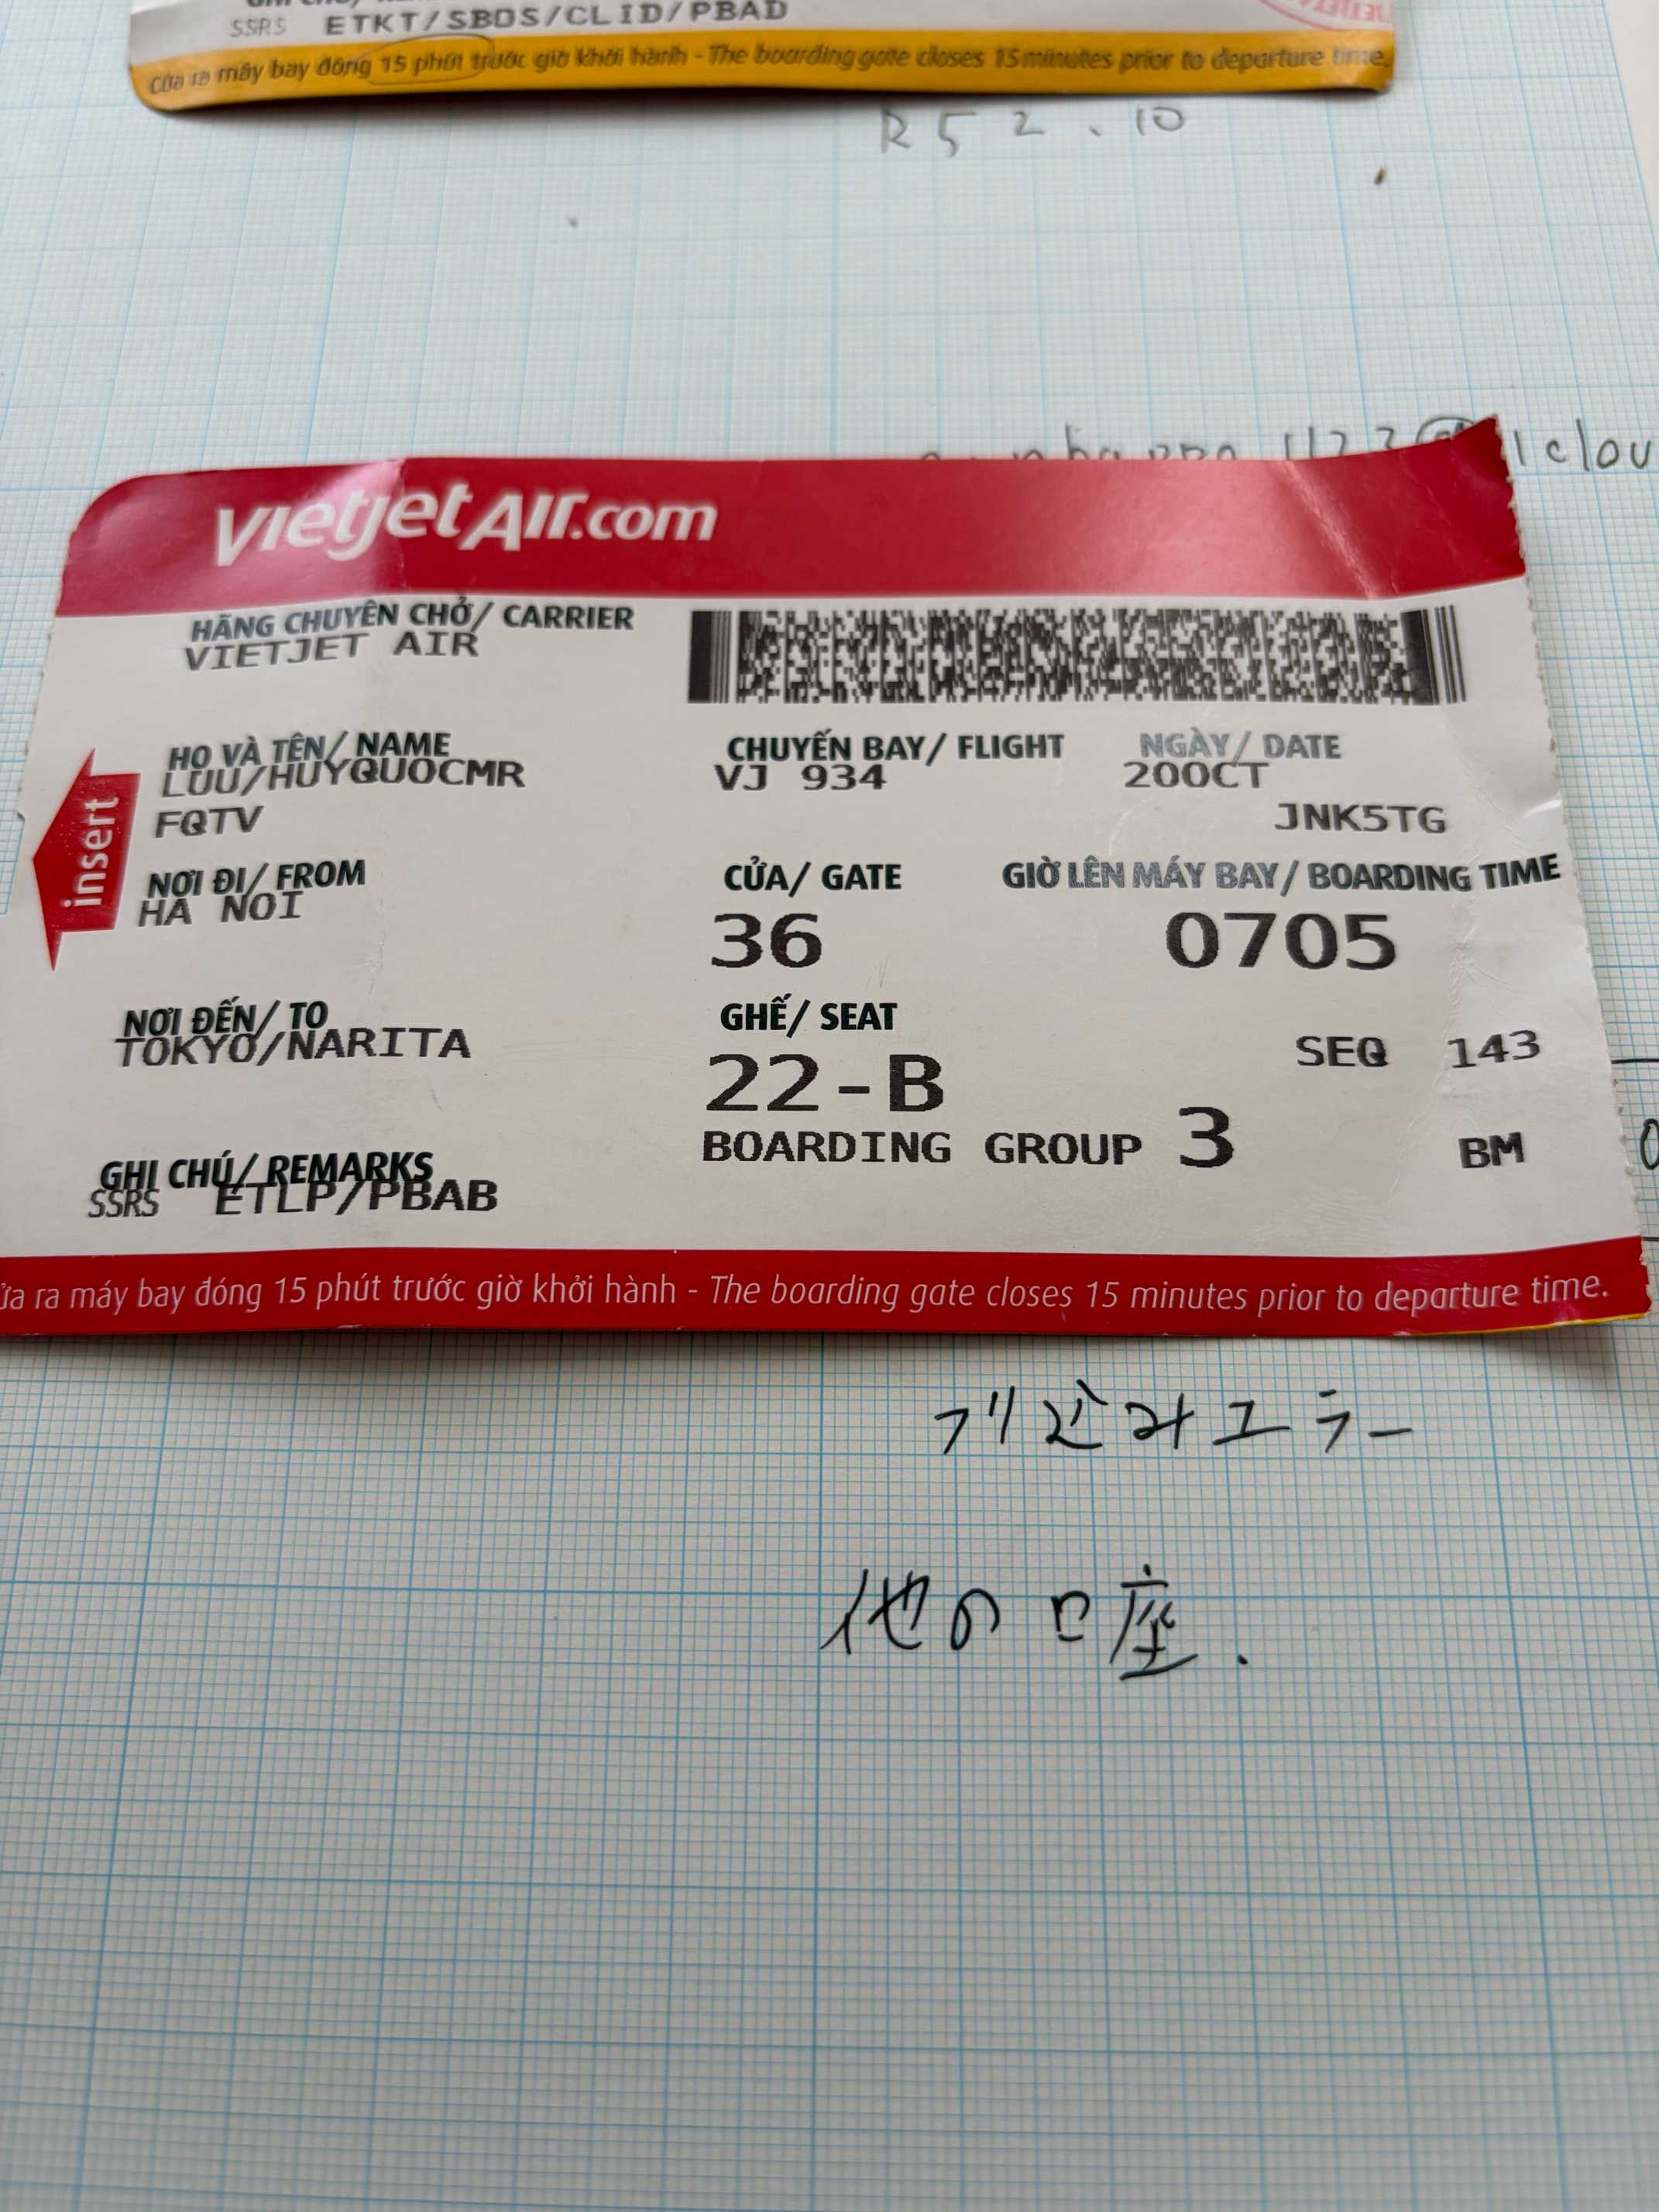 SSRS ETKT/SBDS/CLID/PBAD
Cửa ra máy bay đóng 15 phút trước giờ khởi hành - The boarding gate closes 15 minutes prior to departure time.
R5 2.10
1123@iclou
vietjetAir.com
HÃNG CHUYÊN CHỞ/ CARRIER
VIETJET AIR
HỌ VÀ TÊN/ NAME
LUU/HUYQUOCMR
CHUYẾN BAY/ FLIGHT
VJ 934
NGÀY/ DATE
20OCT
FQTV
JNK5TG
insert
NƠI ĐI/ FROM
HA NOI
CỬA/ GATE
36
GIỜ LÊN MÁY BAY/ BOARDING TIME
0705
NƠI ĐẾN/ TO
TOKYO/NARITA
GHẾ/ SEAT
22-B
SEQ 143
BOARDING GROUP 3
BM
GHI CHÚ/ REMARKS
SSRS ETLP/PBAB
ửa ra máy bay đóng 15 phút trước giờ khởi hành - The boarding gate closes 15 minutes prior to departure time.
エラー
他の口座.